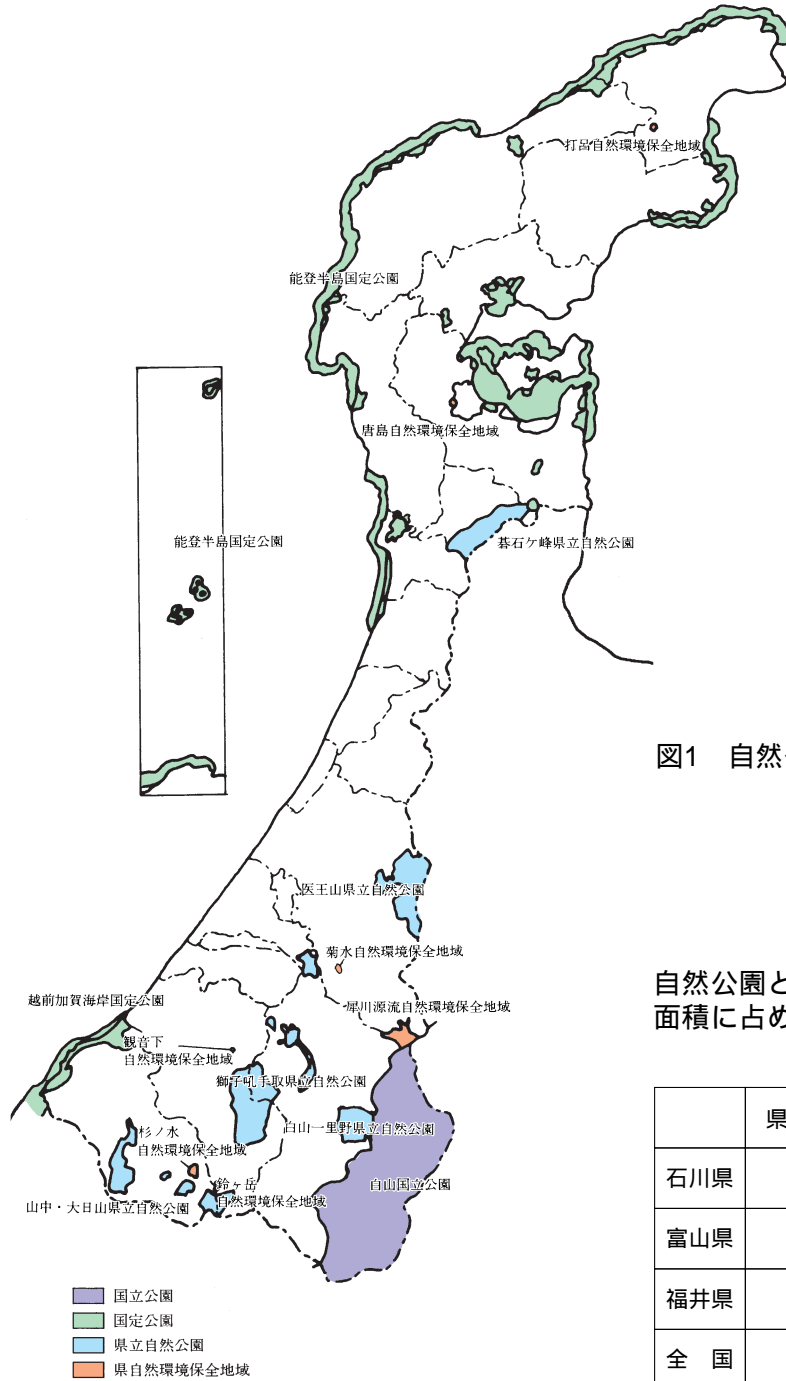 打呂自然環境保全地域
能登半島国定公園
唐島自然環境保全地域
能登半島国定公園
碁石ケ峰県立自然公園
図1 自然
医王山県立自然公園
菊水自然環境保全地域
越前加賀海岸国定公園
犀川源流自然環境保全地域
観音下
自然環境保全地域
獅子吼手取県立自然公園
杉ノ水
自然環境保全地域
白山一里野県立自然公園
鈴ヶ岳
自然環境保全地域
白山国立公園
山中・大日山県立自然公園
国立公園
国定公園
県立自然公園
県自然環境保全地域
自然公園と
面積に占め
県
石川県
富山県
福井県
全 国